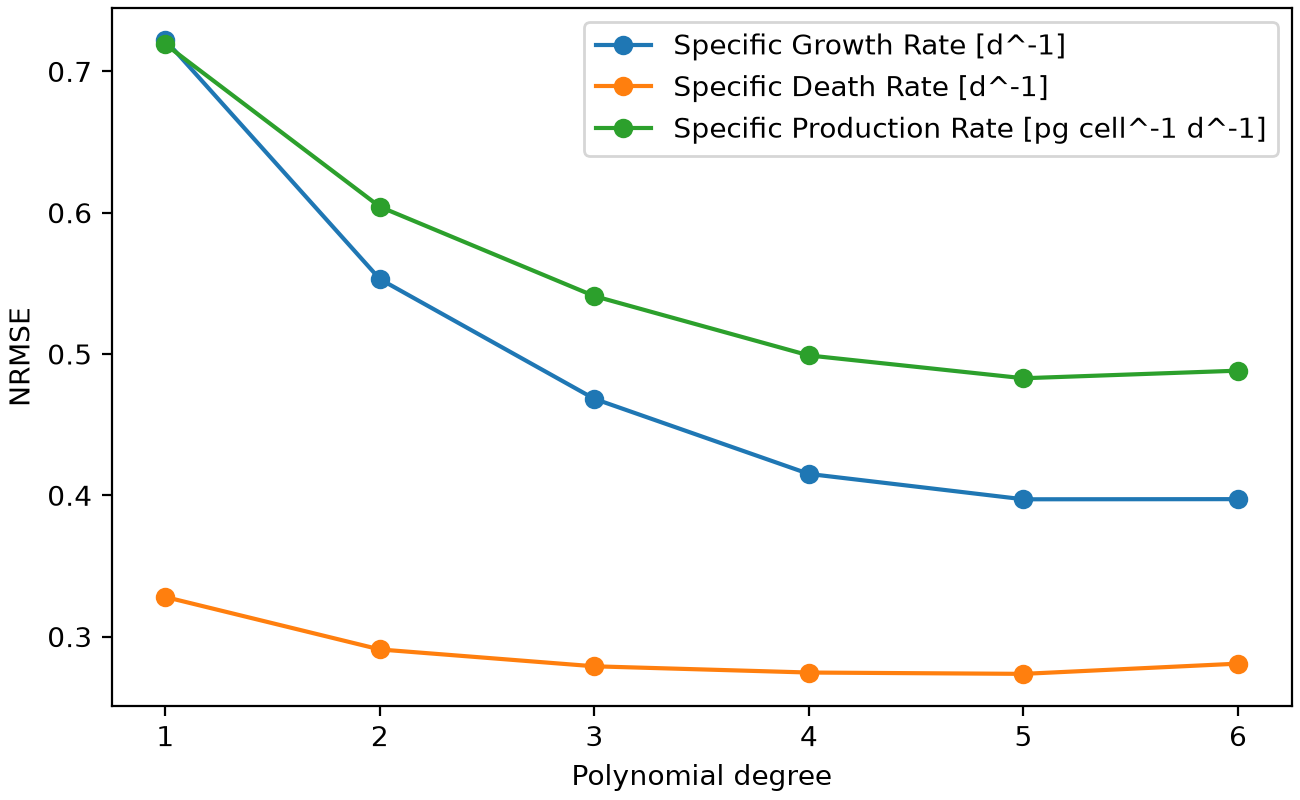 Specific Growth Rate [d^-1]
Specific Death Rate [d^-1]
Specific Production Rate [pg cell^-1 d^-1]
0.7
0.6
0.5
0.4
0.3
NRMSE
1 2 3 4 5 6
Polynomial degree